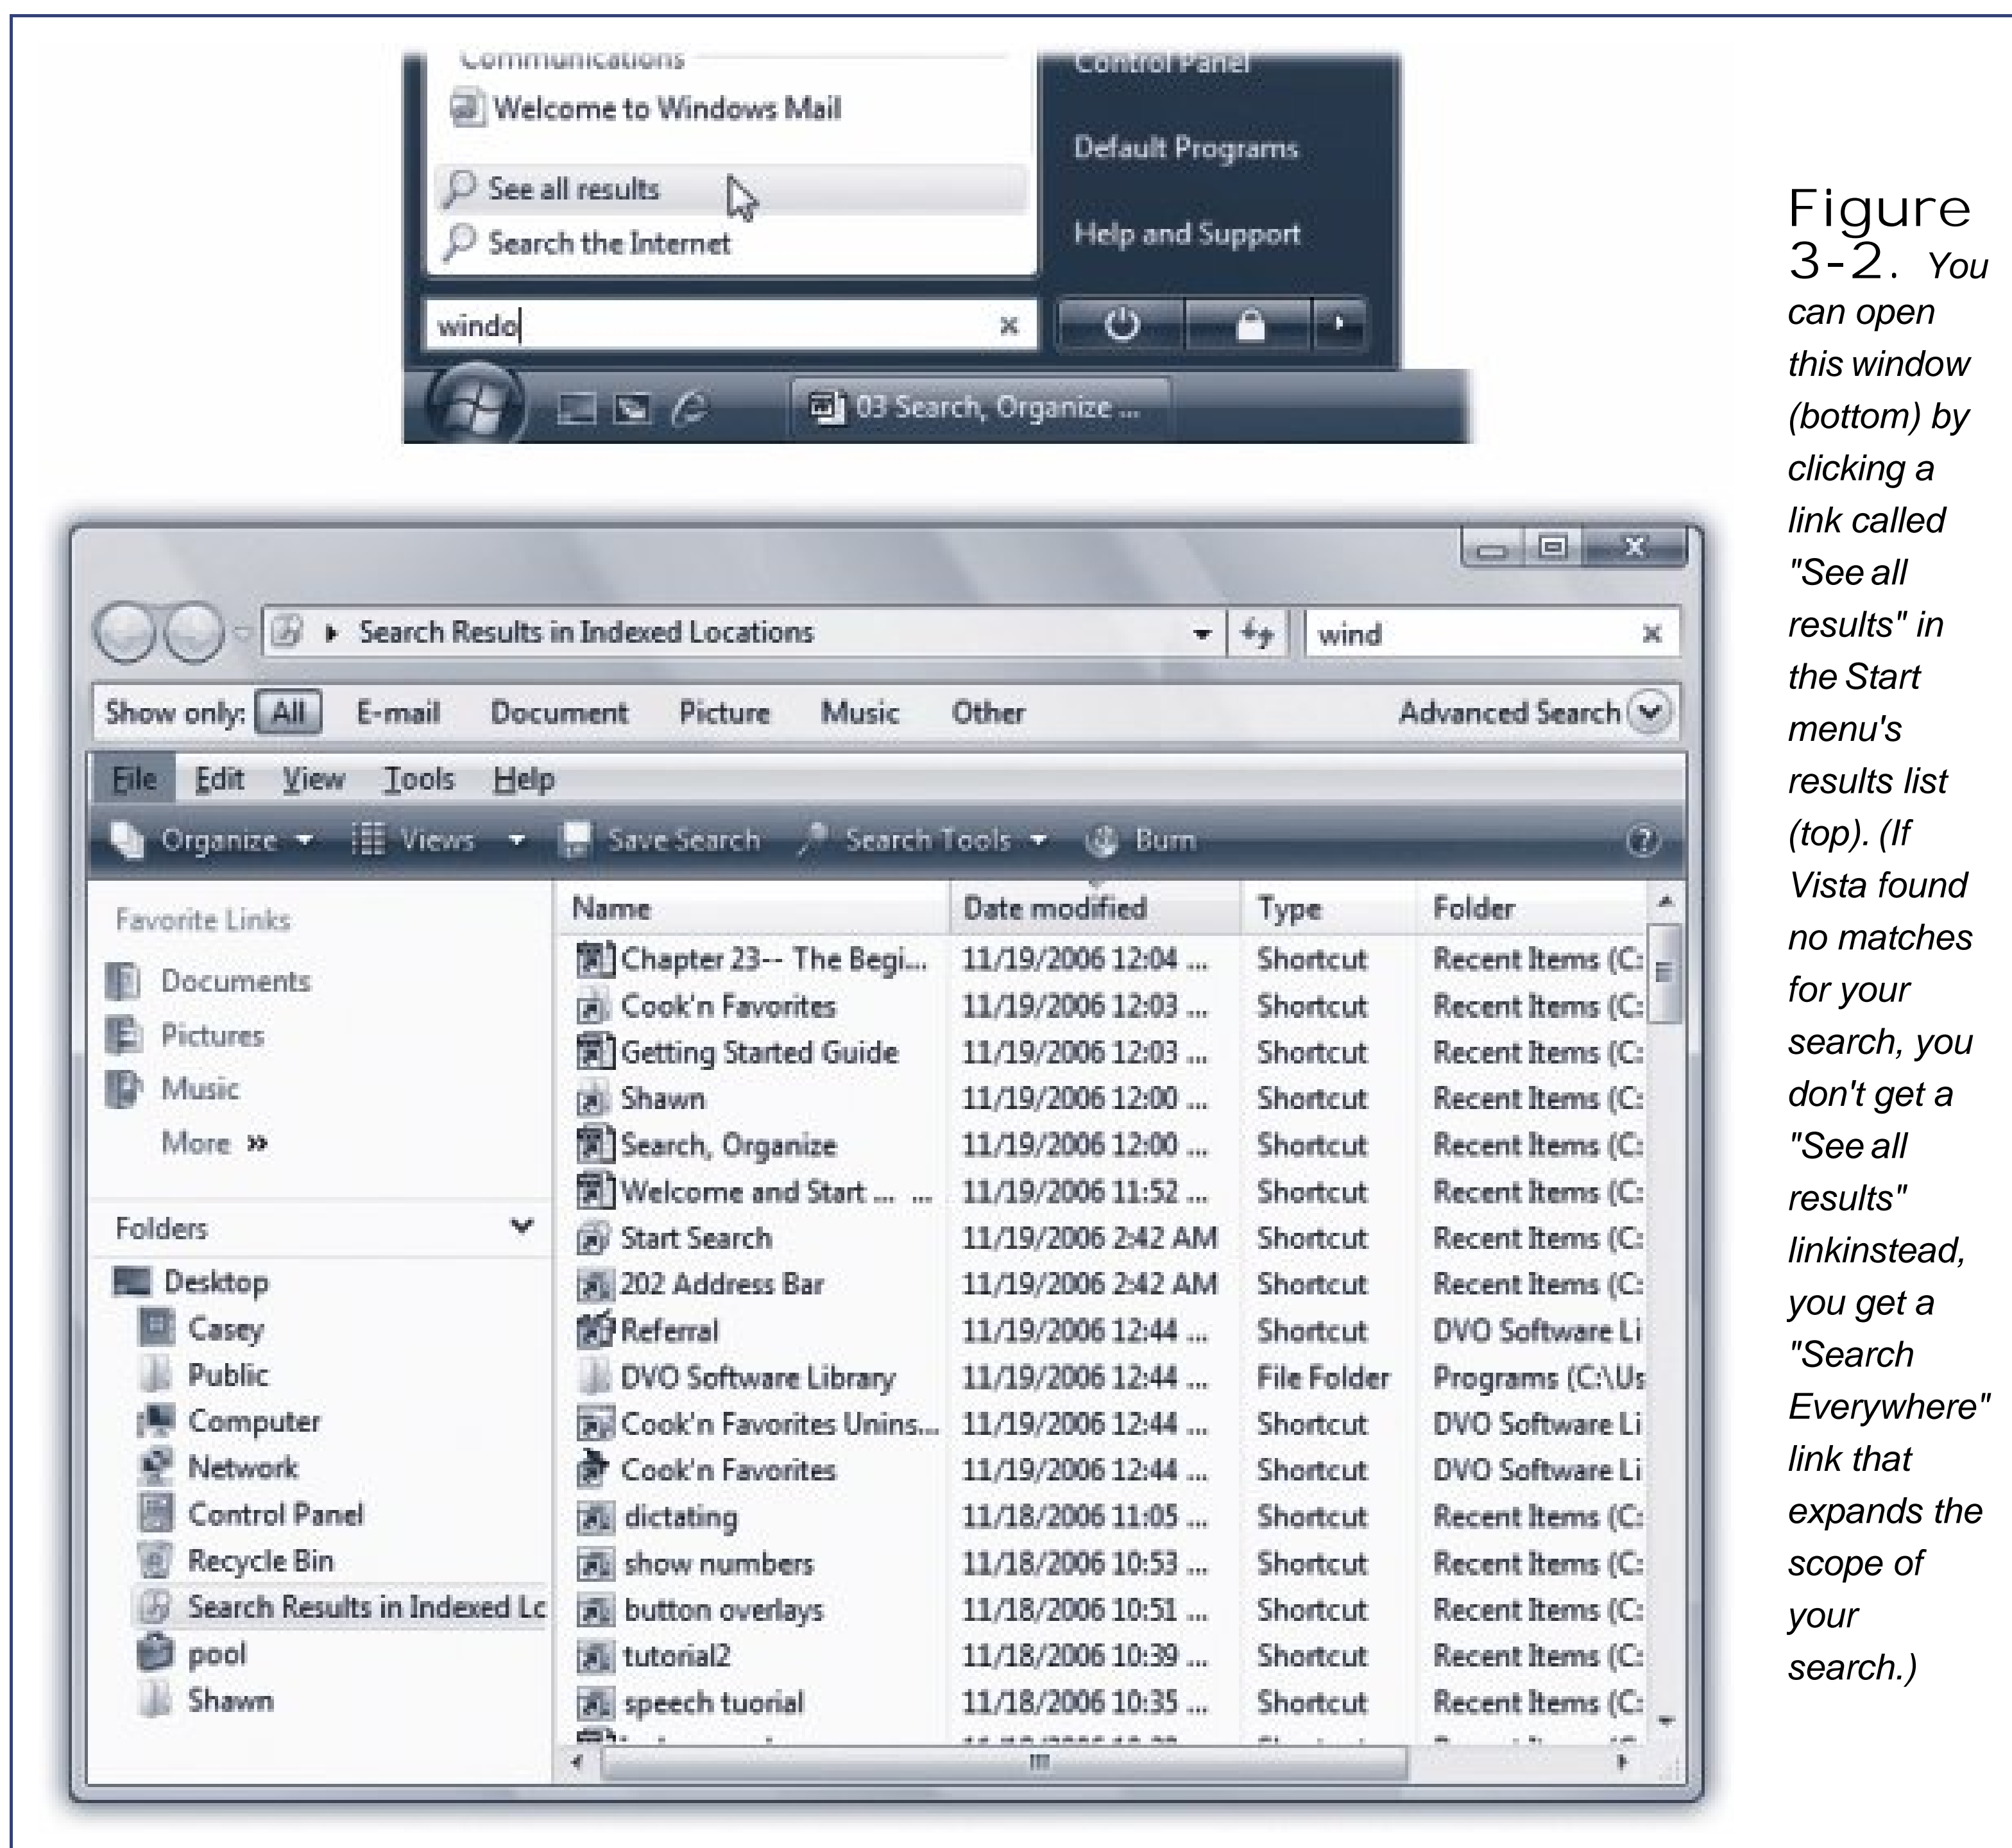 Communications
Control Panel
Welcome to Windows Mail
Default Programs
See all results
Search the Internet
Help and Support
windo
03 Search, Organize ...
Search Results in Indexed Locations
wind
Show only: All E-mail Document Picture Music Other Advanced Search
File Edit View Tools Help
Organize Views Save Search Search Tools Burn
Favorite Links
Documents
Pictures
Music
More »
Folders
Desktop
Casey
Public
Computer
Network
Control Panel
Recycle Bin
Search Results in Indexed Lc
pool
Shawn
Name Date modified Type Folder
Chapter 23-- The Begi... 11/19/2006 12:04 ... Shortcut Recent Items (C:
Cook'n Favorites 11/19/2006 12:03 ... Shortcut Recent Items (C:
Getting Started Guide 11/19/2006 12:03 ... Shortcut Recent Items (C:
Shawn 11/19/2006 12:00 ... Shortcut Recent Items (C:
Search, Organize 11/19/2006 12:00 ... Shortcut Recent Items (C:
Welcome and Start ... ... 11/19/2006 11:52 ... Shortcut Recent Items (C:
Start Search 11/19/2006 2:42 AM Shortcut Recent Items (C:
202 Address Bar 11/19/2006 2:42 AM Shortcut Recent Items (C:
Referral 11/19/2006 12:44 ... Shortcut DVO Software Li
DVO Software Library 11/19/2006 12:44 ... File Folder Programs (C:\Us
Cook'n Favorites Unins... 11/19/2006 12:44 ... Shortcut DVO Software Li
Cook'n Favorites 11/19/2006 12:44 ... Shortcut DVO Software Li
dictating 11/18/2006 11:05 ... Shortcut Recent Items (C:
show numbers 11/18/2006 10:53 ... Shortcut Recent Items (C:
button overlays 11/18/2006 10:51 ... Shortcut Recent Items (C:
tutorial2 11/18/2006 10:39 ... Shortcut Recent Items (C:
speech tuorial 11/18/2006 10:35 ... Shortcut Recent Items (C:
Figure
3-2. You
can open
this window
(bottom) by
clicking a
link called
"See all
results" in
the Start
menu's
results list
(top). (If
Vista found
no matches
for your
search, you
don't get a
"See all
results"
linkinstead,
you get a
"Search
Everywhere"
link that
expands the
scope of
your
search.)